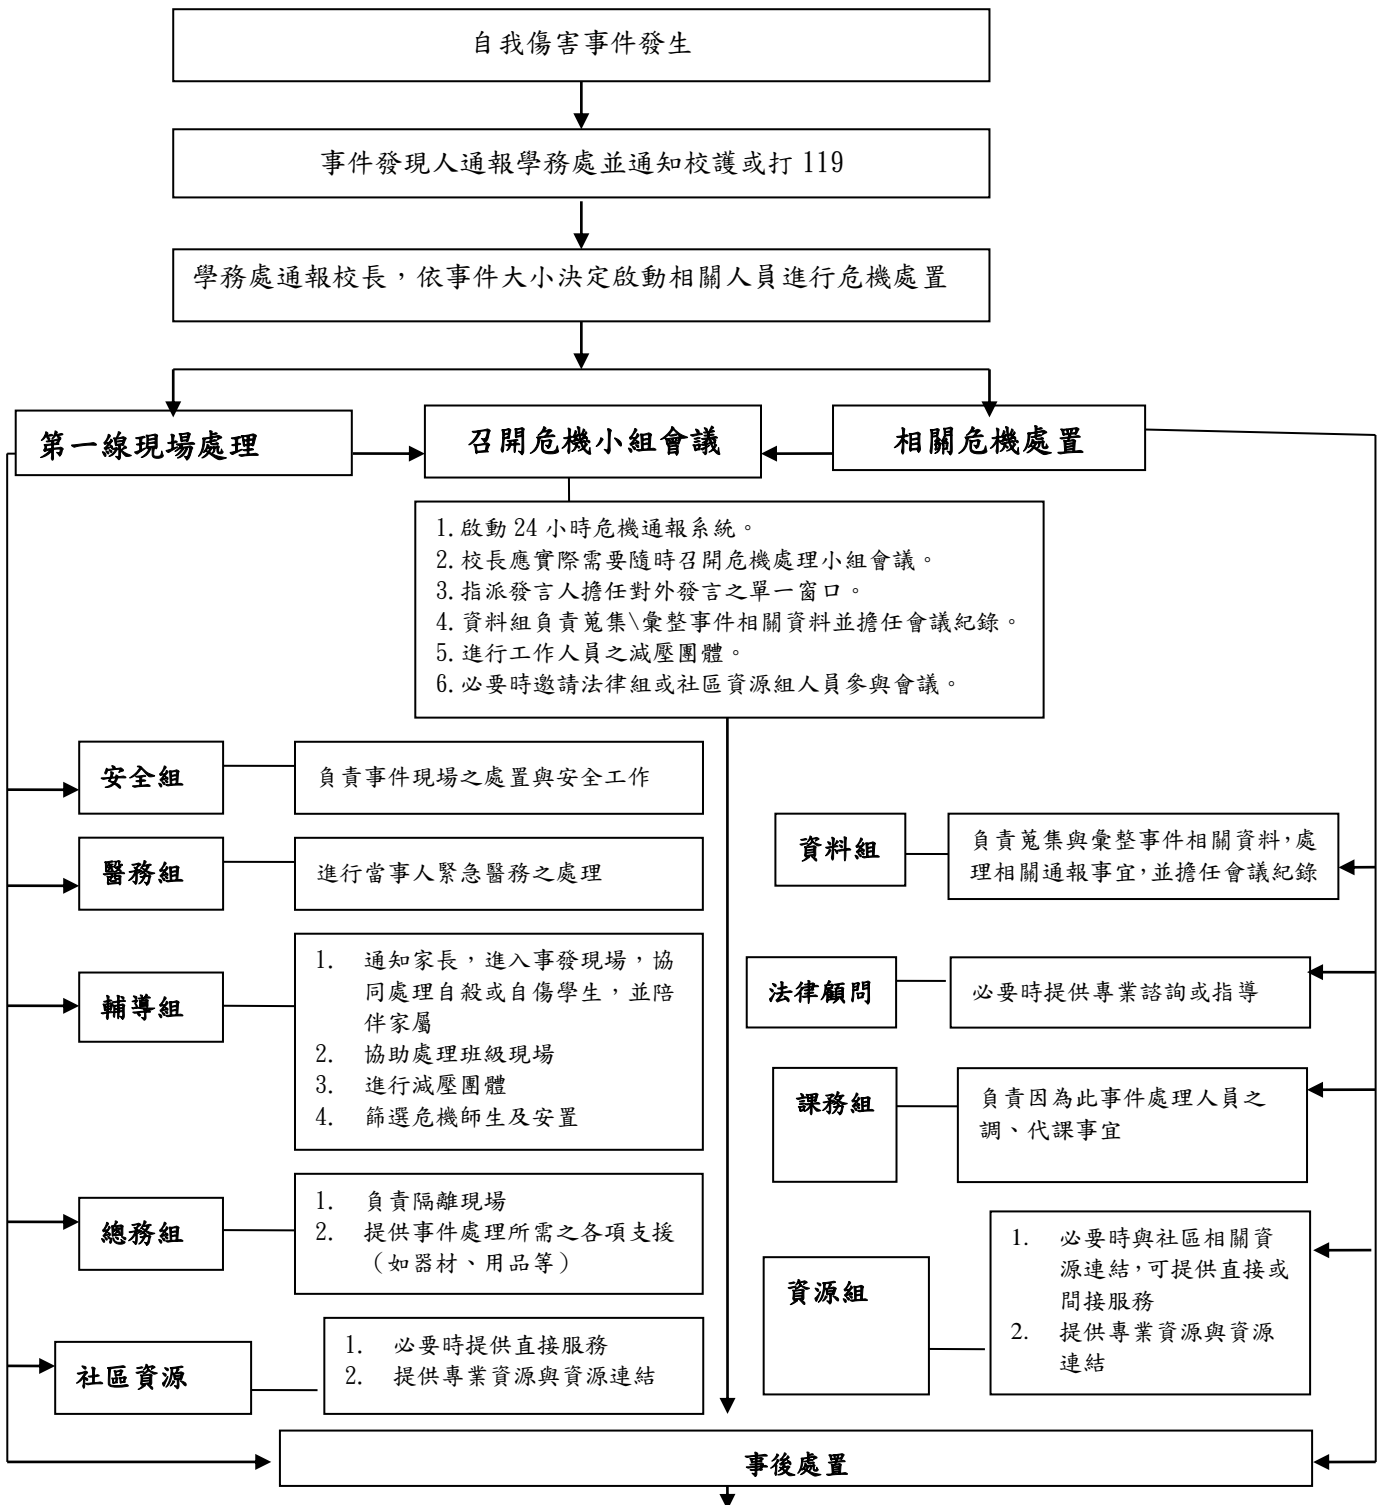 自我傷害事件發生
事件發現人通報學務處並通知校護或打 119
學務處通報校長，依事件大小決定啟動相關人員進行危機處置
第一線現場處理
召開危機小組會議
相關危機處置
1.啟動 24 小時危機通報系統。
2.校長應實際需要隨時召開危機處理小組會議。
3.指派發言人擔任對外發言之單一窗口。
4.資料組負責蒐集\彙整事件相關資料並擔任會議紀錄。
5.進行工作人員之減壓團體。
6.必要時邀請法律組或社區資源組人員參與會議。
安全組
負責事件現場之處置與安全工作
醫務組
進行當事人緊急醫務之處理
輔導組
1. 通知家長，進入事發現場，協
同處理自殺或自傷學生，並陪
伴家屬
2. 協助處理班級現場
3. 進行減壓團體
4. 篩選危機師生及安置
總務組
1. 負責隔離現場
2. 提供事件處理所需之各項支援
（如器材、用品等）
社區資源
1. 必要時提供直接服務
2. 提供專業資源與資源連結
資料組
負責蒐集與彙整事件相關資料,處
理相關通報事宜,並擔任會議紀錄
法律顧問
必要時提供專業諮詢或指導
課務組
負責因為此事件處理人員之
調、代課事宜
資源組
1. 必要時與社區相關資
源連結,可提供直接或
間接服務
2. 提供專業資源與資源
連結
事後處置